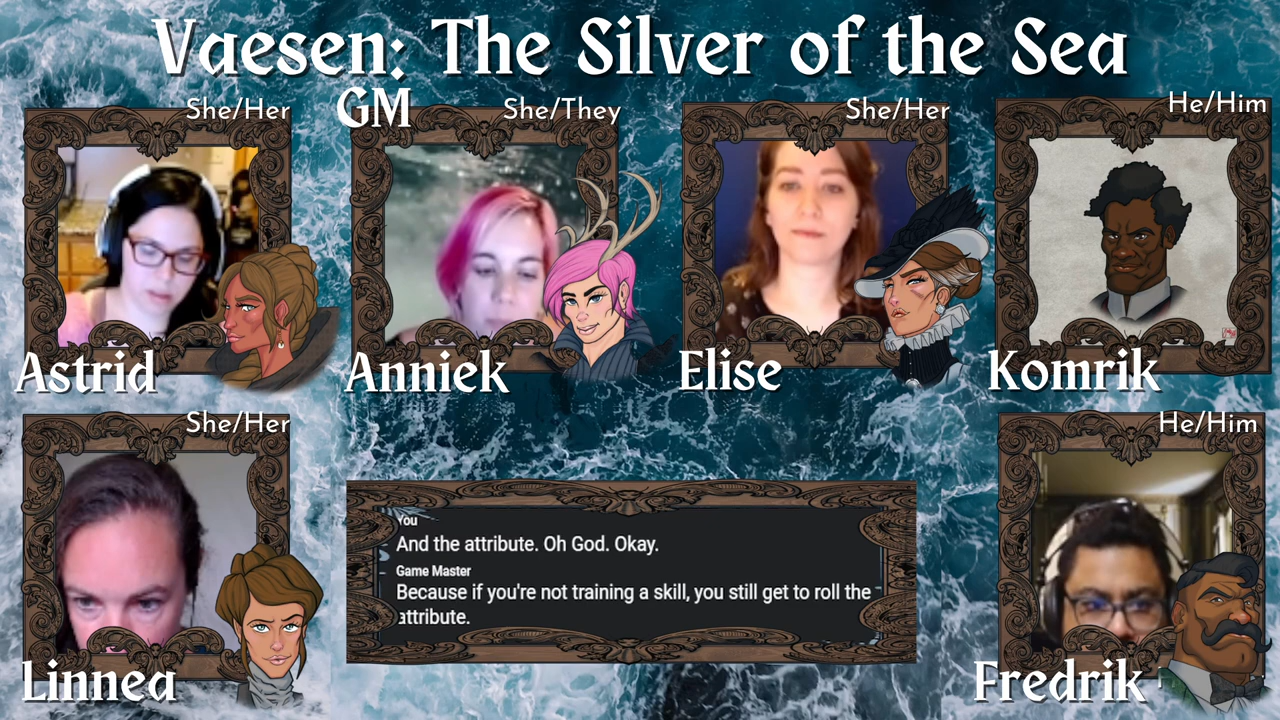 Vaesen: The Silver of the Sea
She/Her
GM
She/They
She/Her
He/Him
Astrid
Anniek
Elise
Komrik
She/Her
He/Him
You
And the attribute. Oh God. Okay.
Game Master
Because if you're not training a skill, you still get to roll the
attribute.
Linnea
Fredrik